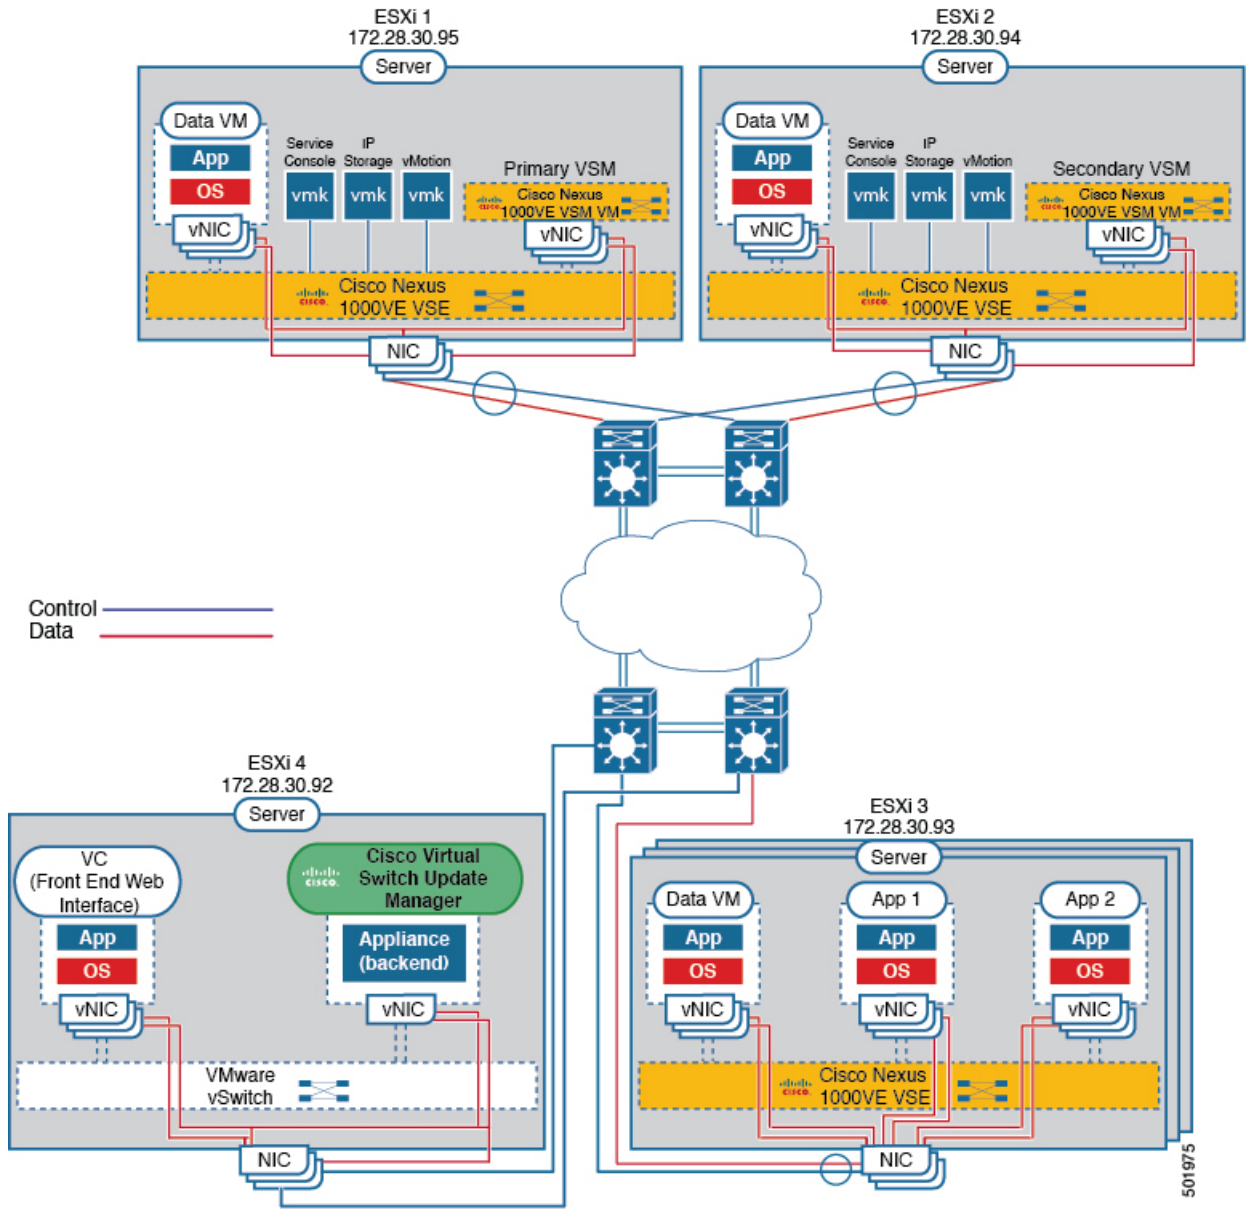 ESXi 1
172.28.30.95
Server
Data VM
App
OS
vNIC
Service
Console
vmk
IP
Storage
vmk
vMotion
vmk
Primary VSM
Cisco Nexus
1000VE VSM VM
CISCO.
vNIC
CISCO.
Cisco Nexus
1000VE VSE
NIC
ESXi 2
172.28.30.94
Server
Data VM
App
OS
vNIC
Service
Console
vmk
IP
Storage
vmk
vMotion
vmk
Secondary VSM
Cisco Nexus
1000VE VSM VM
CISCO.
vNIC
CISCO.
Cisco Nexus
1000VE VSE
NIC
Control
Data
ESXi 4
172.28.30.92
Server
VC
(Front End Web
Interface)
App
OS
vNIC
CISCO.
Cisco Virtual
Switch Update
Manager
Appliance
(backend)
vNIC
VMware
vSwitch
NIC
ESXi 3
172.28.30.93
Server
Data VM
App
OS
vNIC
App 1
App
OS
vNIC
App 2
App
OS
vNIC
CISCO.
Cisco Nexus
1000VE VSE
NIC
501975